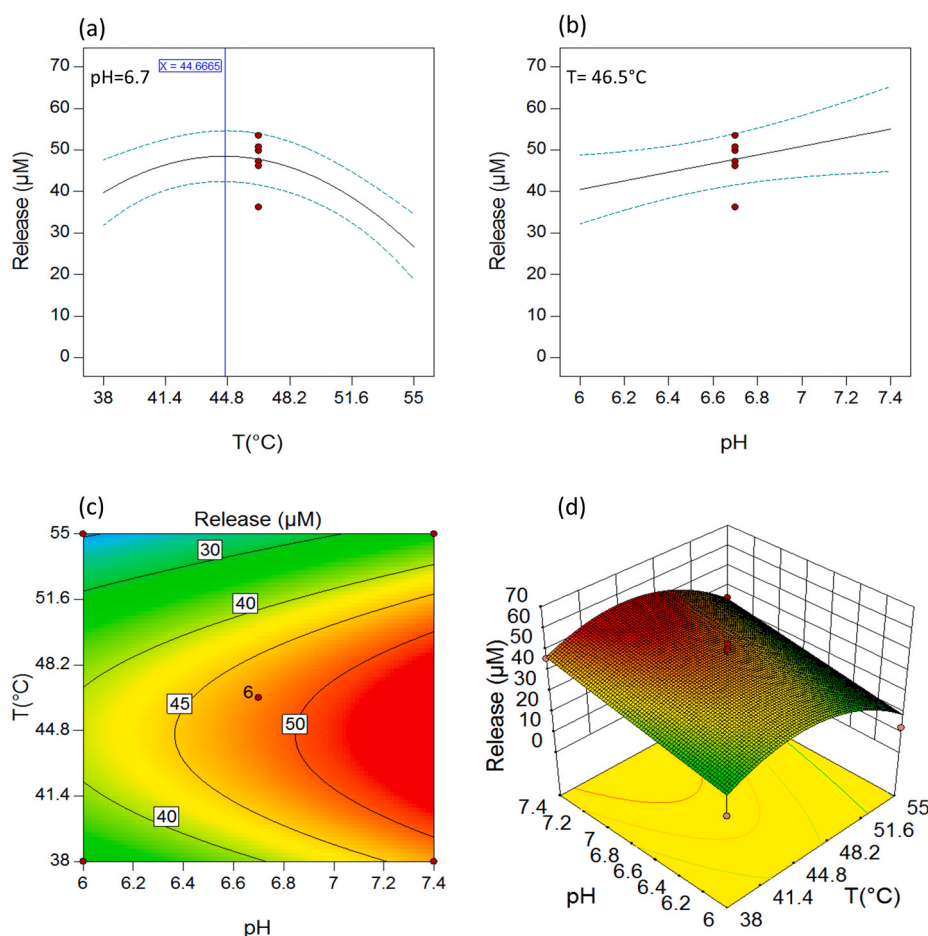 (a)
(b)
X = 44.6665
pH=6.7
T= 46.5°C
70
60
50
40
30
20
10
0
Release (µM)
38 41.4 44.8 48.2 51.6 55
T(°C)
70
60
50
40
30
20
10
0
Release (µM)
6 6.2 6.4 6.6 6.8 7 7.2 7.4
pH
(c)
Release (µM)
55
51.6
48.2
44.8
41.4
38
T(°C)
30
40
45
6
50
40
6 6.2 6.4 6.6 6.8 7 7.2 7.4
pH
(d)
70
60
50
40
30
20
10
0
Release (µM)
7.4
7.2
7
6.8
6.6
6.4
6.2
6
pH
38
41.4
44.8
48.2
51.6
55
T(°C)